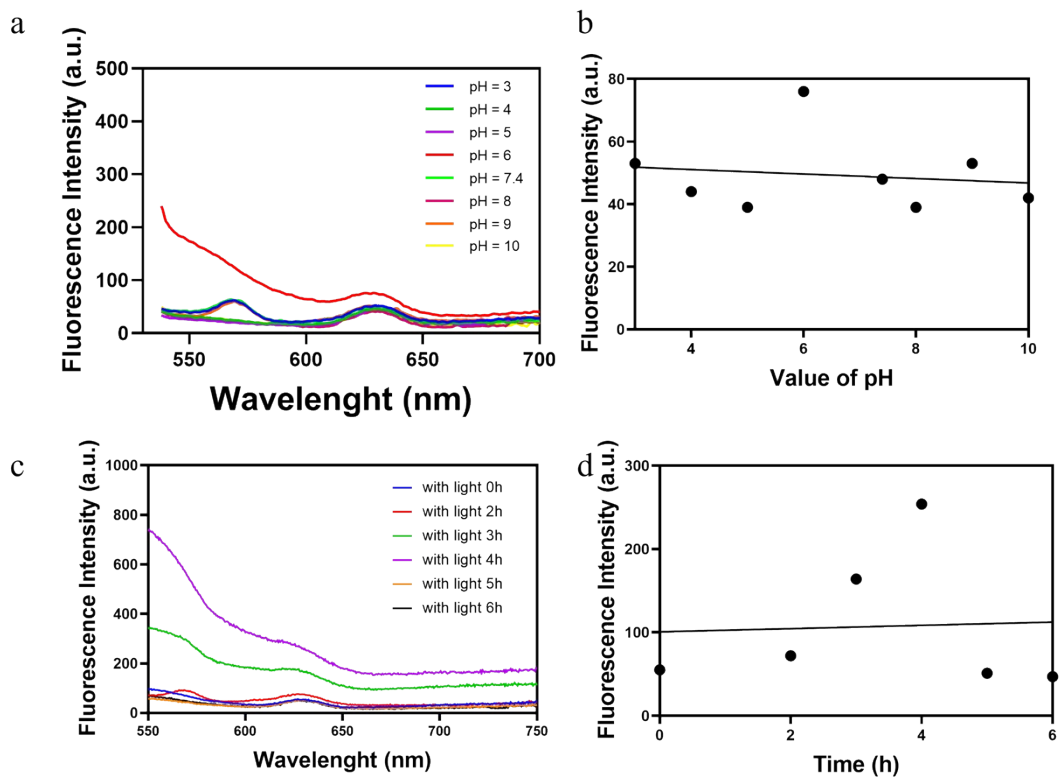 a
Fluorescence Intensity (a.u.)
500
400
300
200
100
0
550
600
650
700
Wavelenght (nm)
pH = 3
pH = 4
pH = 5
pH = 6
pH = 7.4
pH = 8
pH = 9
pH = 10
b
Fluorescence Intensity (a.u.)
80
60
40
20
0
4
6
8
10
Value of pH
c
Fluorescence Intensity (a.u.)
1000
800
600
400
200
0
550
600
650
700
750
Wavelenght (nm)
with light 0h
with light 2h
with light 3h
with light 4h
with light 5h
with light 6h
d
Fluorescence Intensity (a.u.)
300
200
100
0
0
2
4
6
Time (h)